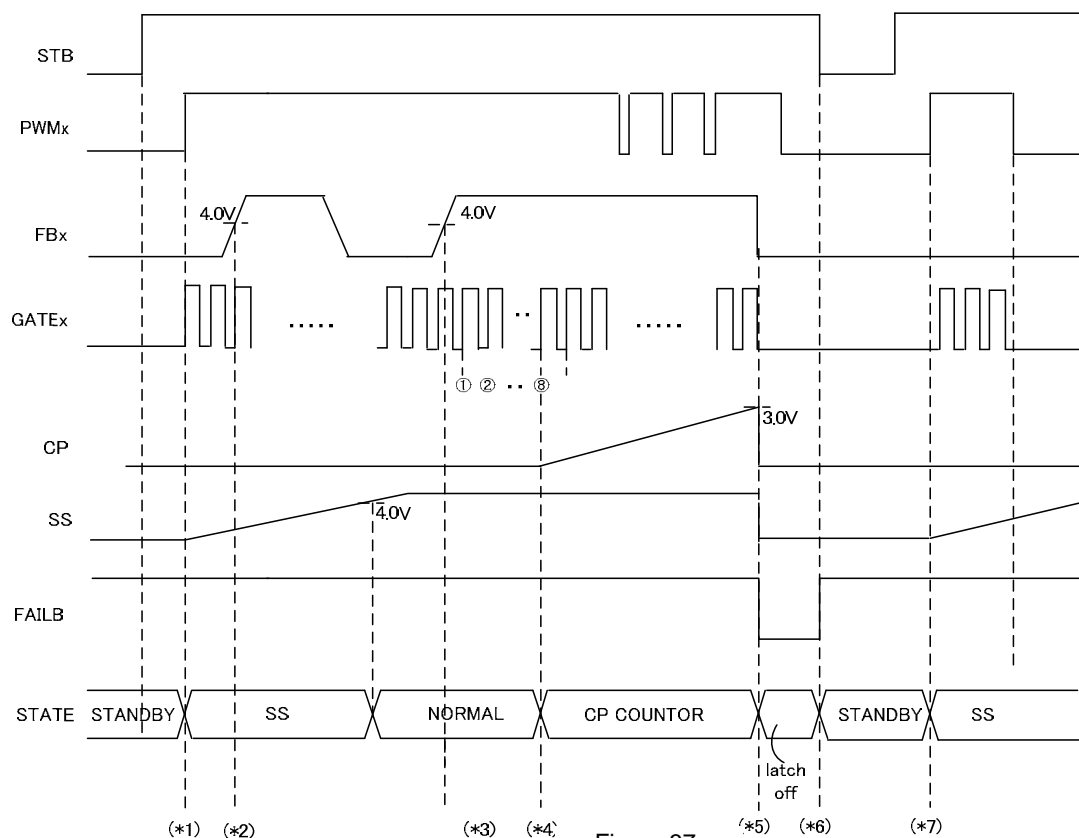 STB
PWMx
4.0V
4.0V
FBx
GATEx
.....
..
.....
① ② .. ⑧
CP
3.0V
SS
4.0V
FAILB
STATE STANDBY SS NORMAL CP COUNTOR STANDBY SS
latch
off
(*1) (*2) (*3) (*4) *5) (*6) (*7)